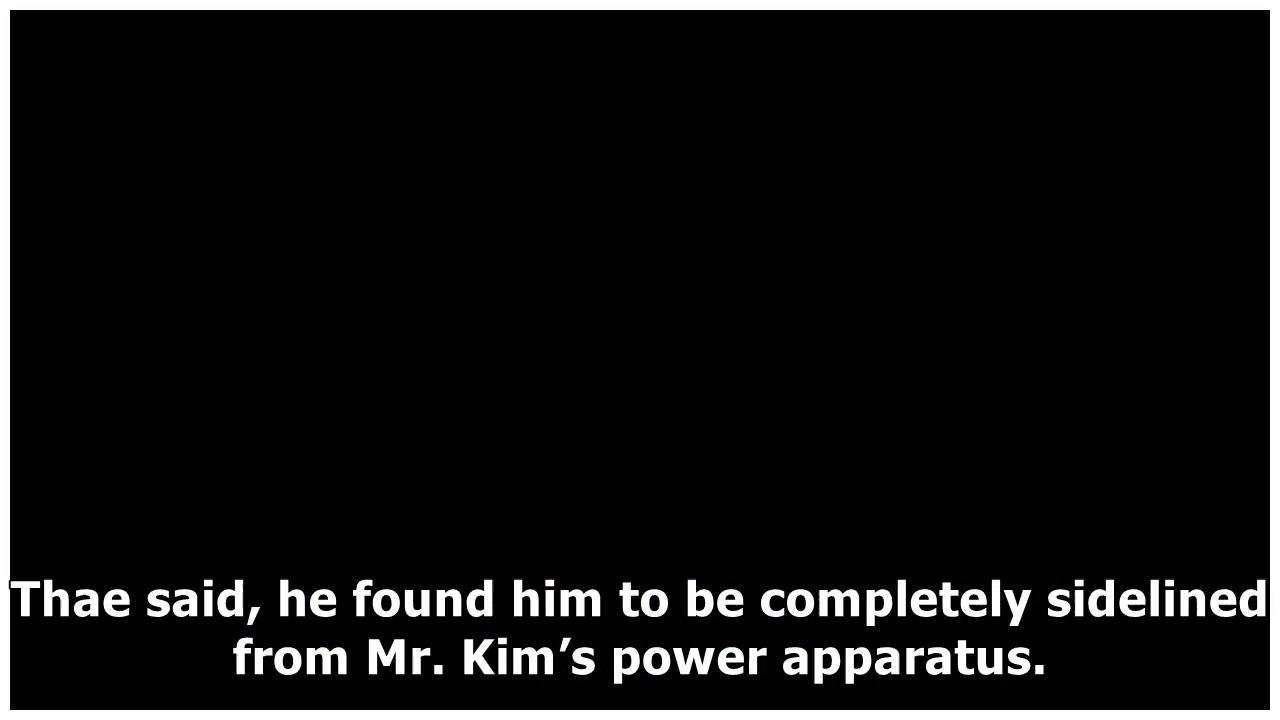 Thae said, he found him to be completely sidelined
from Mr. Kim’s power apparatus.